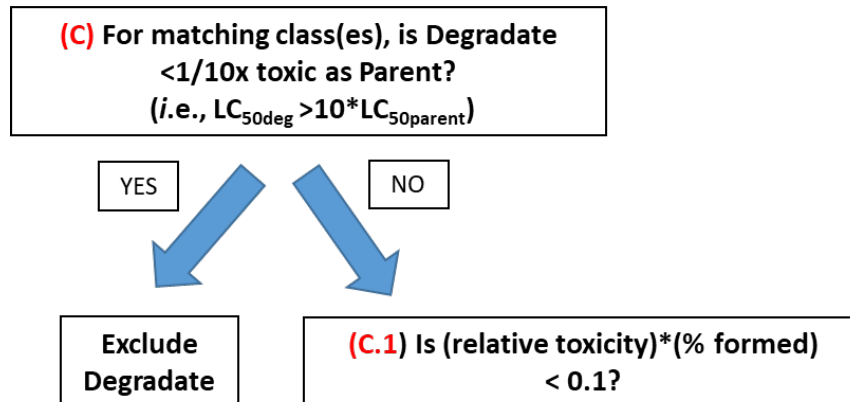 (C) For matching class(es), is Degradate
<1/10x toxic as Parent?
(i.e., LC50deg >10*LC50parent)
YES
NO
Exclude
Degradate
(C.1) Is (relative toxicity)*(% formed)
< 0.1?